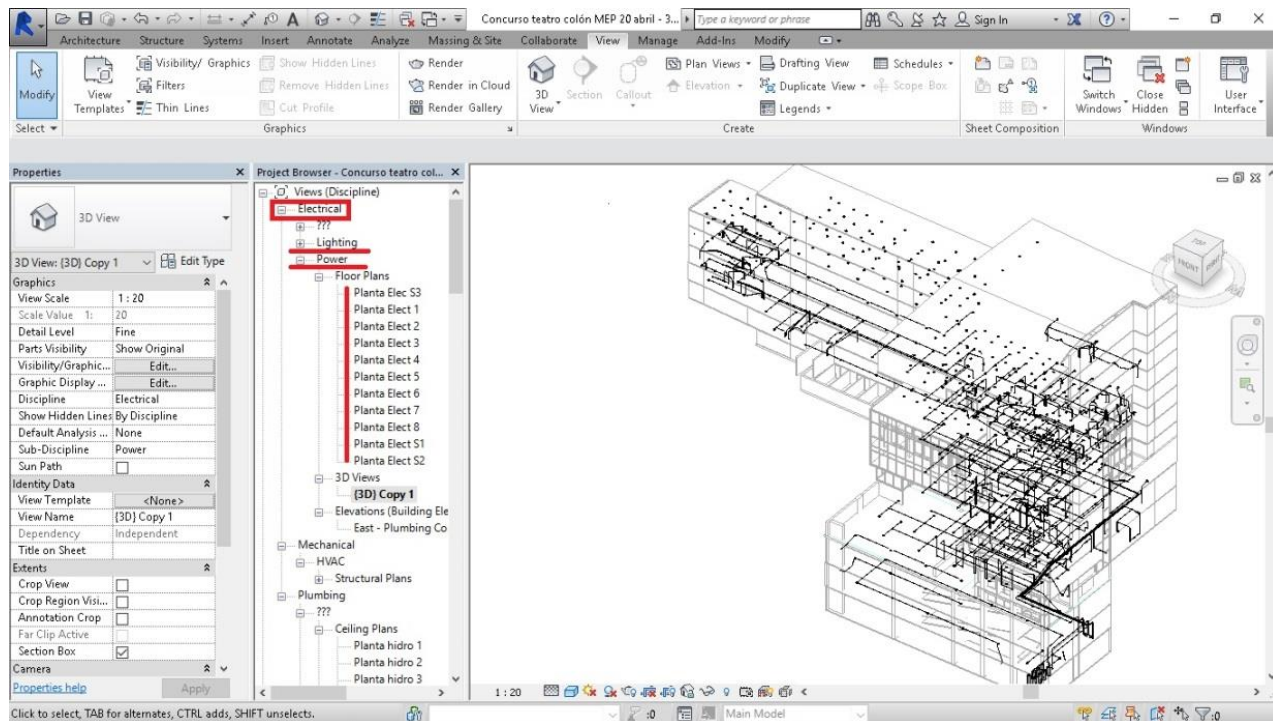 Concurso teatro colón MEP 20 abril - 3...
Type a keyword or phrase
Sign In
Architecture Structure Systems Insert Annotate Analyze Massing & Site Collaborate View Manage Add-Ins Modify
Modify
View Templates
Visibility/ Graphics
Filters
Thin Lines
Show Hidden Lines
Remove Hidden Lines
Cut Profile
Render
Render in Cloud
Render Gallery
3D View
Section
Callout
Plan Views
Elevation
Drafting View
Duplicate View
Legends
Schedules
Scope Box
Switch Windows
Close Hidden
User Interface
Select
Graphics
Create
Sheet Composition
Windows
Properties
3D View
3D View: {3D} Copy 1
Edit Type
Graphics
View Scale 1 : 20
Scale Value 1: 20
Detail Level Fine
Parts Visibility Show Original
Visibility/Graphic... Edit...
Graphic Display ... Edit...
Discipline Electrical
Show Hidden Lines By Discipline
Default Analysis ... None
Sub-Discipline Power
Sun Path
Identity Data
View Template <None>
View Name {3D} Copy 1
Dependency Independent
Title on Sheet
Extents
Crop View
Crop Region Visi...
Annotation Crop
Far Clip Active
Section Box
Camera
Properties help
Apply
Project Browser - Concurso teatro col...
Views (Discipline)
Electrical
???
Lighting
Power
Floor Plans
Planta Elec S3
Planta Elect 1
Planta Elect 2
Planta Elect 3
Planta Elect 4
Planta Elect 5
Planta Elect 6
Planta Elect 7
Planta Elect 8
Planta Elect S1
Planta Elect S2
3D Views
{3D} Copy 1
Elevations (Building Ele
East - Plumbing Co
Mechanical
HVAC
Structural Plans
Plumbing
???
Ceiling Plans
Planta hidro 1
Planta hidro 2
Planta hidro 3
TOP
FRONT
1 : 20
Click to select, TAB for alternates, CTRL adds, SHIFT unselects.
:0
Main Model
:0